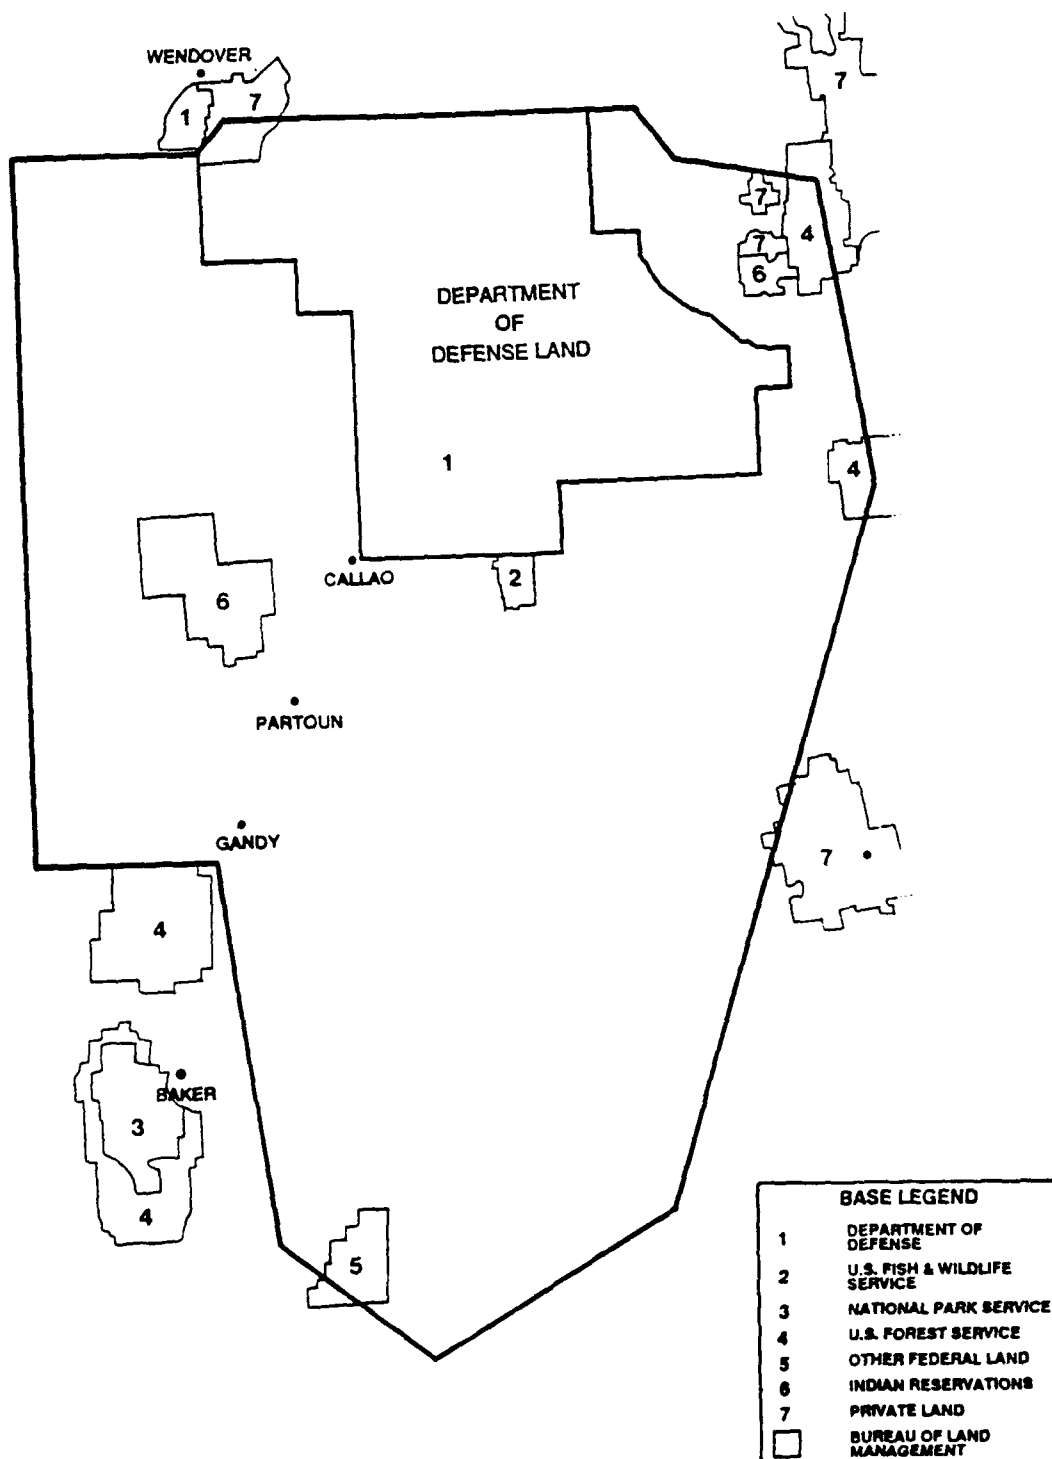 WENDOVER
1
7
7
7
4
7
6
DEPARTMENT
OF
DEFENSE LAND
1
4
CALLAO
2
6
PARTOUN
GANDY
7
4
BAKER
3
4
5
BASE LEGEND
1 DEPARTMENT OF
DEFENSE
2 U.S. FISH & WILDLIFE
SERVICE
3 NATIONAL PARK SERVICE
4 U.S. FOREST SERVICE
5 OTHER FEDERAL LAND
6 INDIAN RESERVATIONS
7 PRIVATE LAND
BUREAU OF LAND
MANAGEMENT